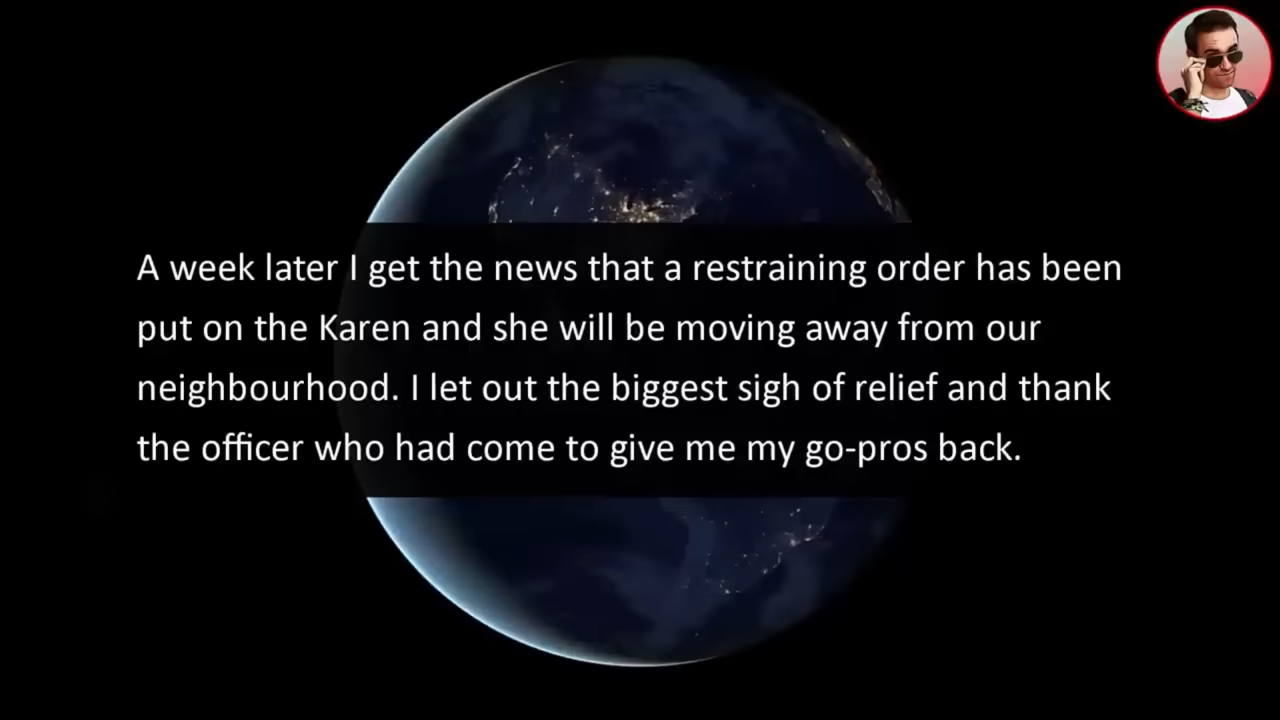 A week later I get the news that a restraining order has been
put on the Karen and she will be moving away from our
neighbourhood. I let out the biggest sigh of relief and thank
the officer who had come to give me my go-pros back.